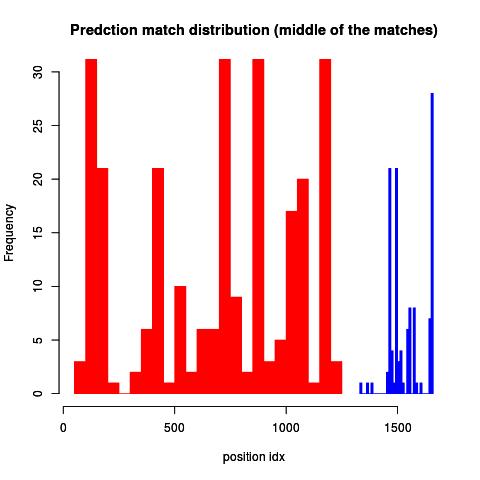 Predction match distribution (middle of the matches)
Frequency
30
25
20
15
10
5
0
0 500 1000 1500
position idx